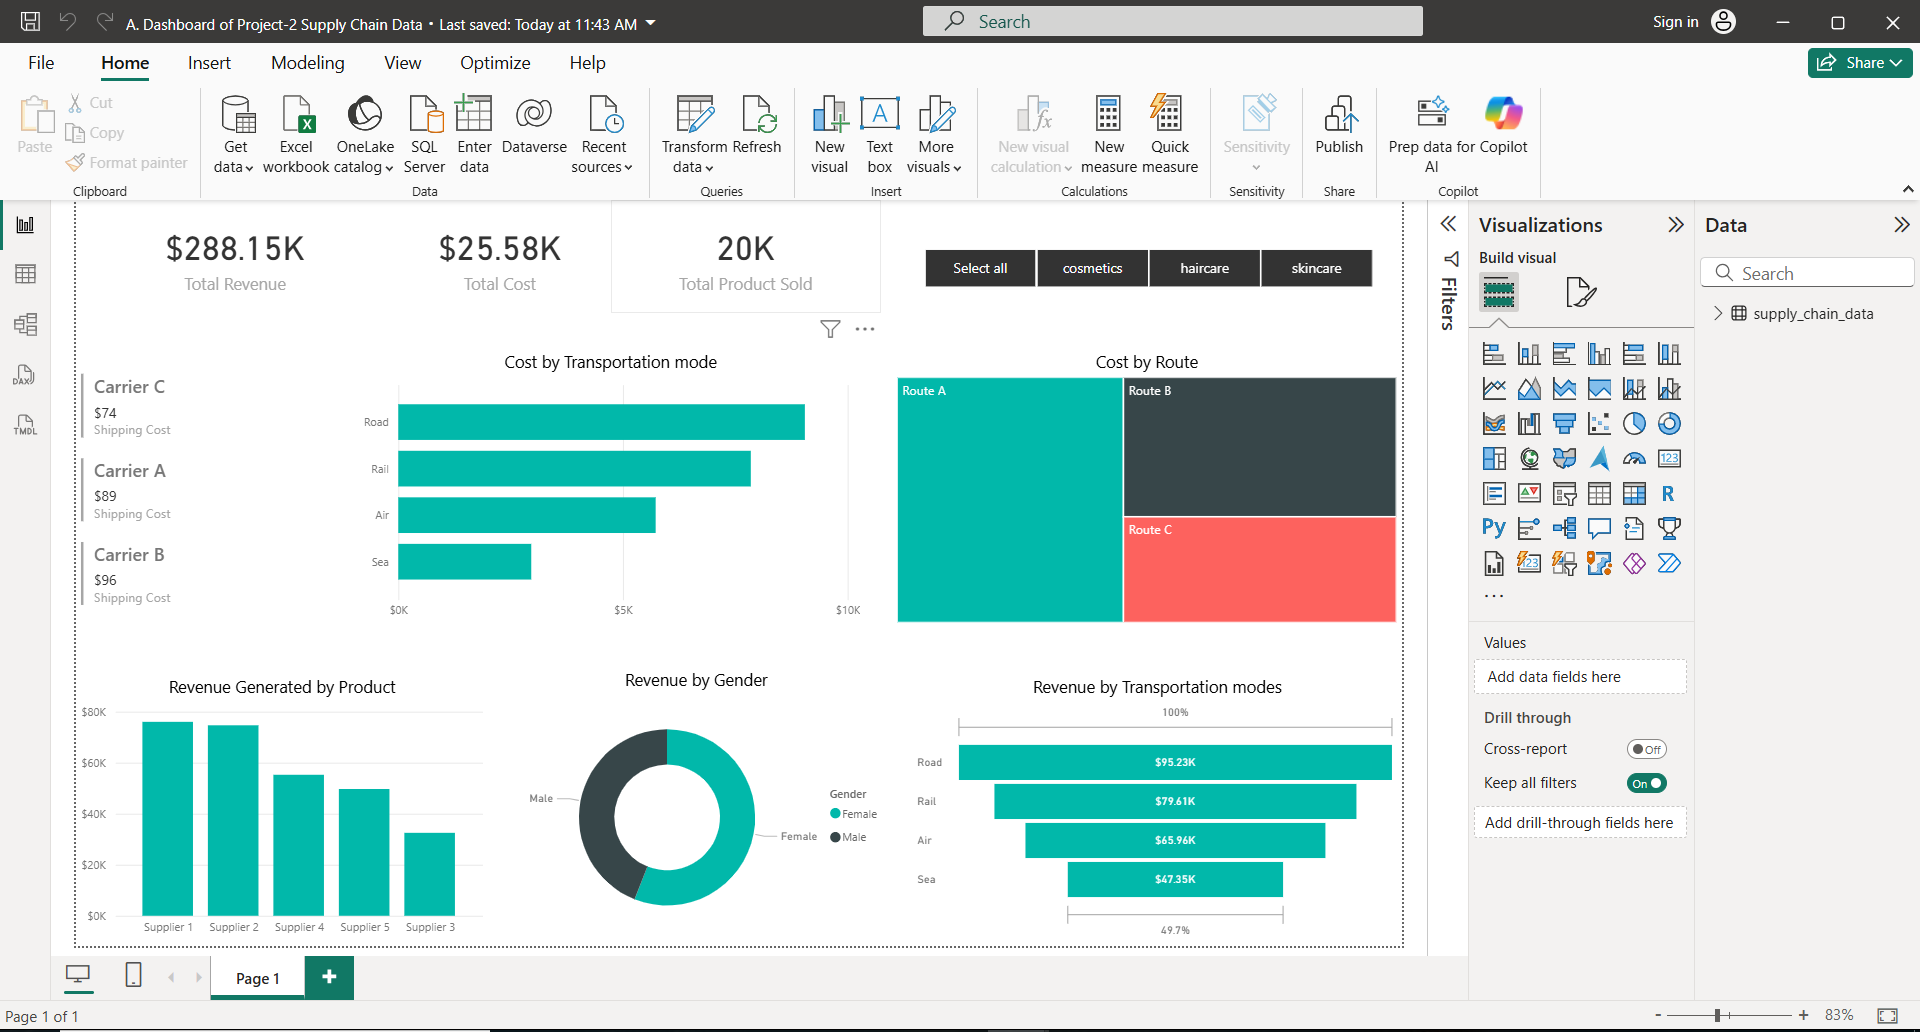 A. Dashboard of Project-2 Supply Chain Data • Last saved: Today at 11:43 AM
Search
Sign in
File Home Insert Modeling View Optimize Help
Share
Paste
Cut
Copy
Format painter
Clipboard
Get data
Excel workbook
OneLake catalog
SQL Server
Enter data
Dataverse
Recent sources
Data
Transform data
Refresh
Queries
New visual
Text box
More visuals
Insert
New visual calculation
New measure
Quick measure
Calculations
Sensitivity
Sensitivity
Publish
Share
Prep data for AI
Copilot
Copilot
DAX
TMDL
$288.15K
Total Revenue
$25.58K
Total Cost
20K
Total Product Sold
Select all
cosmetics
haircare
skincare
Carrier C
$74
Shipping Cost
Carrier A
$89
Shipping Cost
Carrier B
$96
Shipping Cost
Cost by Transportation mode
Road
Rail
Air
Sea
$0K $5K $10K
Cost by Route
Route A
Route B
Route C
Revenue Generated by Product
$80K
$60K
$40K
$20K
$0K
Supplier 1 Supplier 2 Supplier 4 Supplier 5 Supplier 3
Revenue by Gender
Male
Female
Gender
Female
Male
Revenue by Transportation modes
100%
Road $95.23K
Rail $79.61K
Air $65.96K
Sea $47.35K
49.7%
Filters
Visualizations
Build visual
123
R
Py
123
...
Values
Add data fields here
Drill through
Cross-report Off
Keep all filters On
Add drill-through fields here
Data
Search
supply_chain_data
Page 1
+
Page 1 of 1
- + 83%